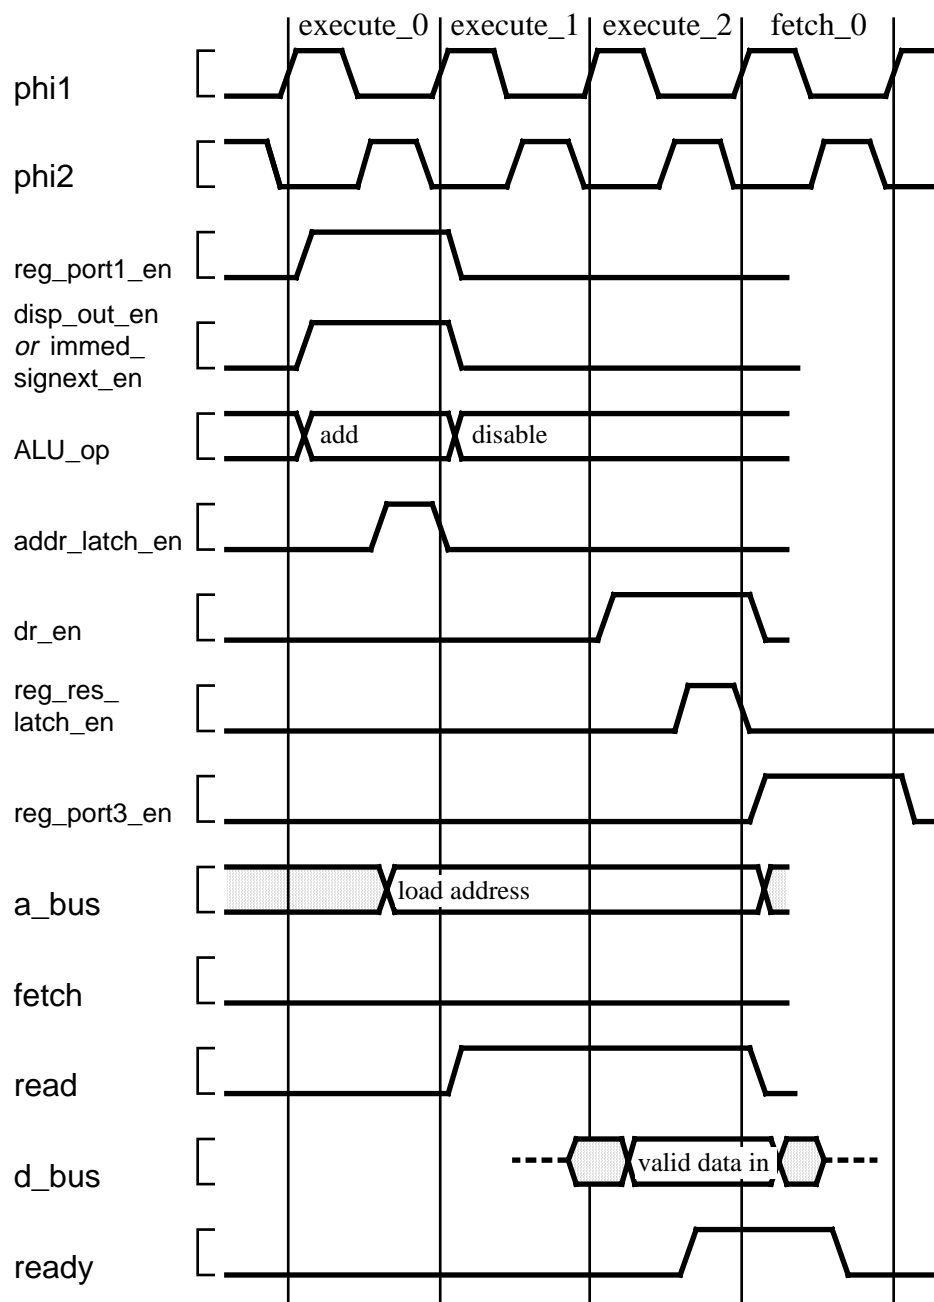 execute_0 execute_1 execute_2 fetch_0
phi1
phi2
reg_port1_en
disp_out_en
or immed_
signext_en
ALU_op add disable
addr_latch_en
dr_en
reg_res_
latch_en
reg_port3_en
a_bus load address
fetch
read
d_bus valid data in
ready